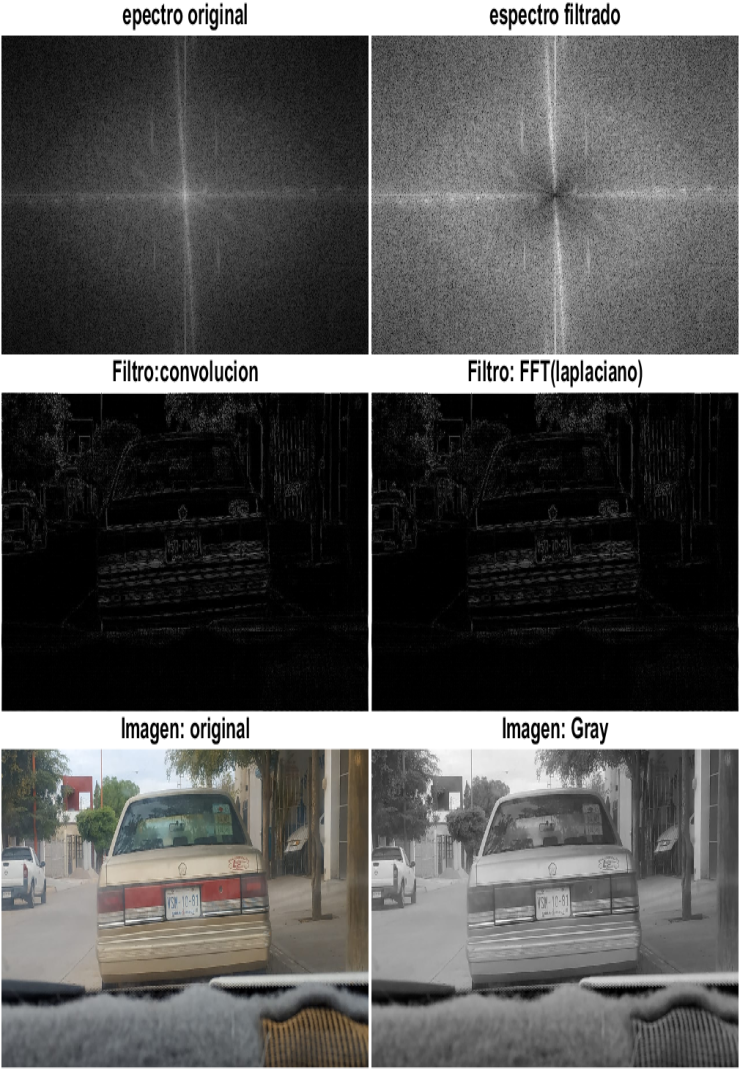 epectro original
espectro filtrado
Filtro:convolucion
Filtro: FFT(laplaciano)
Imagen: original
Imagen: Gray